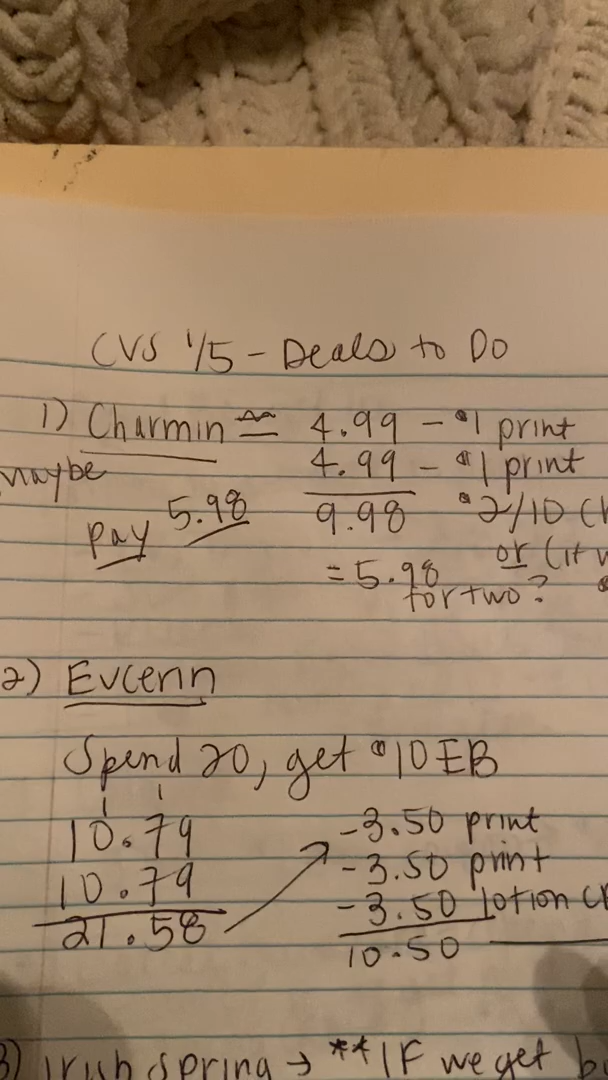 CVS 1/5 - Deals to Do
1) Charmin 4.99 - $1 print
maybe 4.99 - $1 print
pay 5.98 9.98 $2/10
= 5.98 or (it
for two?
2) Eucerin
Spend 20, get $10 EB
10.79 -3.50 print
10.79 -3.50 print
21.58 -3.50 lotion
10.50
3) Irish Spring → **IF we get